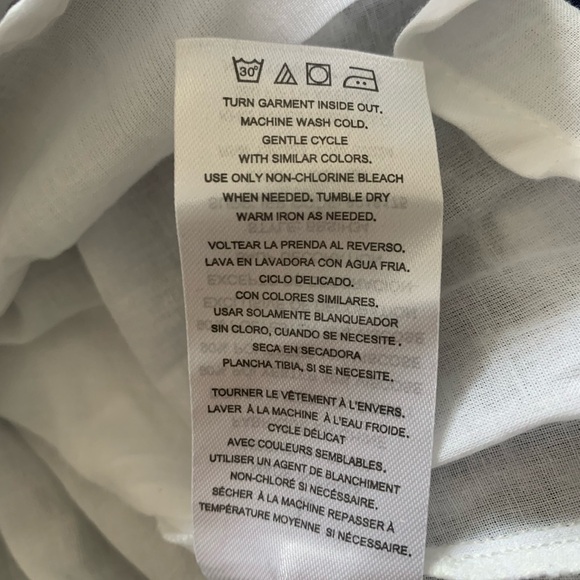 30°
TURN GARMENT INSIDE OUT.
MACHINE WASH COLD.
GENTLE CYCLE
WITH SIMILAR COLORS.
USE ONLY NON-CHLORINE BLEACH
WHEN NEEDED, TUMBLE DRY
WARM IRON AS NEEDED.
VOLTEAR LA PRENDA AL REVERSO.
LAVA EN LAVADORA CON AGUA FRIA.
CICLO DELICADO.
CON COLORES SIMILARES.
USAR SOLAMENTE BLANQUEADOR
SIN CLORO, CUANDO SE NECESITE .
SECA EN SECADORA
PLANCHA TIBIA, SI SE NECESITE.
TOURNER LE VÊTEMENT À L'ENVERS.
LAVER À LA MACHINE À L'EAU FROIDE.
CYCLE DÉLICAT
AVEC COULEURS SEMBLABLES.
UTILISER UN AGENT DE BLANCHIMENT
NON-CHLORÉ SI NÉCESSAIRE.
SÉCHER À LA MACHINE REPASSER À
TEMPÉRATURE MOYENNE SI NÉCESSAIRE.